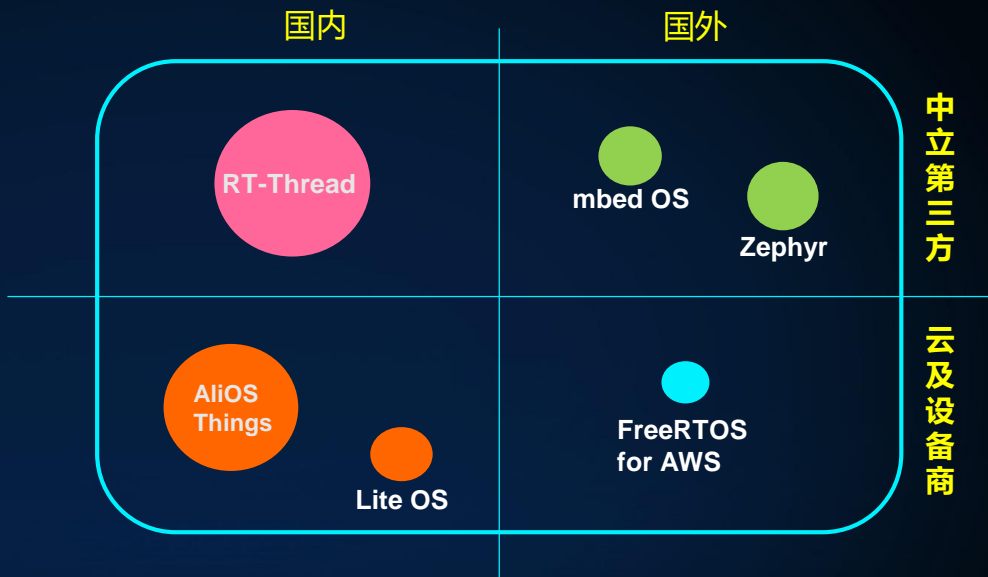 国内
国外
RT-Thread
mbed OS
Zephyr
中立第三方
AliOS
Things
Lite OS
FreeRTOS
for AWS
云及设备商